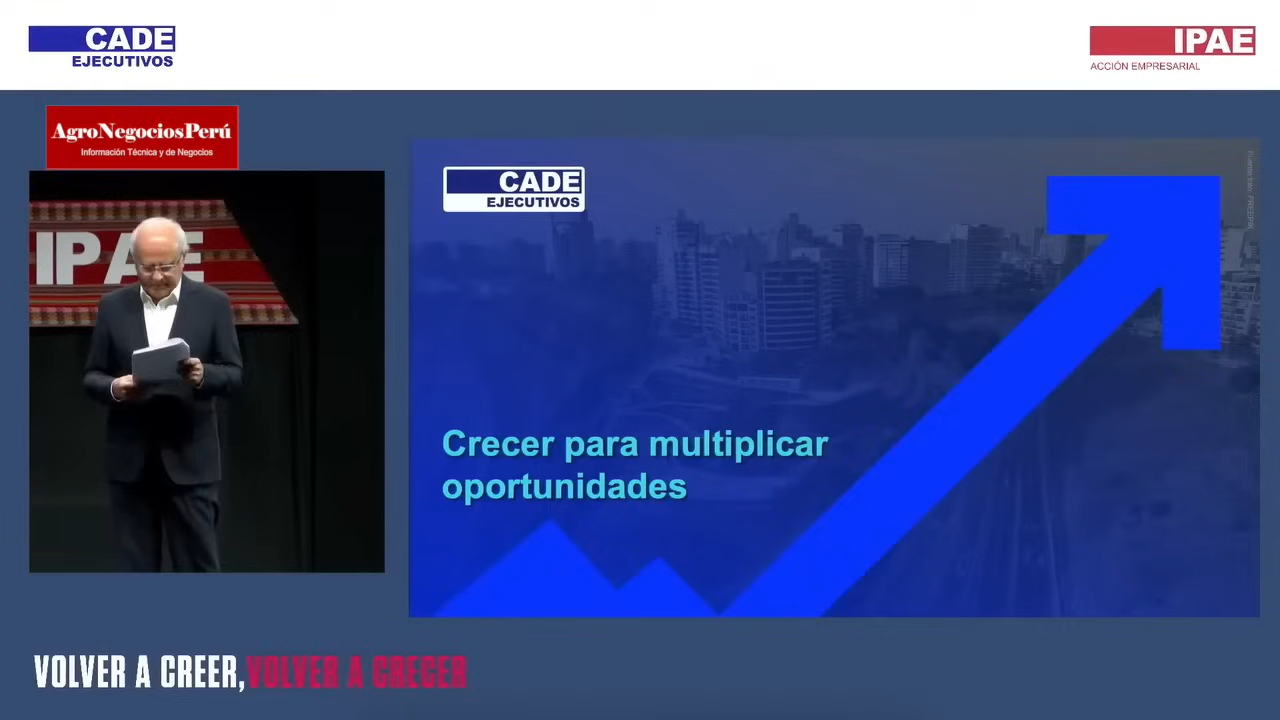 CADE
EJECUTIVOS
IPAE
ACCIÓN EMPRESARIAL
AgroNegociosPerú
Información Técnica y de Negocios
IPAE
CADE
EJECUTIVOS
Crecer para multiplicar
oportunidades
VOLVER A CREER, VOLVER A CRECER